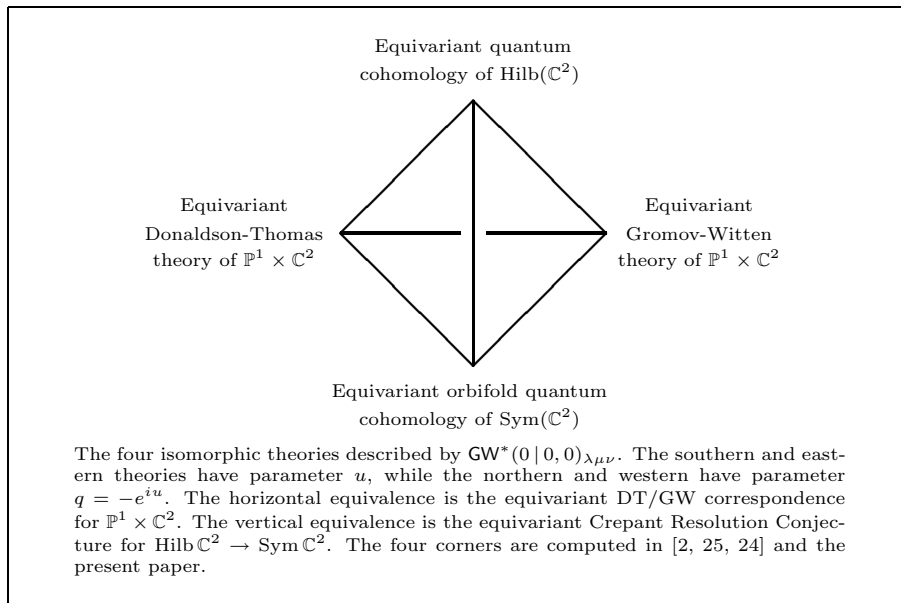 Equivariant quantum
cohomology of Hilb(ℂ²)
Equivariant
Donaldson-Thomas
theory of ℙ¹ × ℂ²
Equivariant
Gromov-Witten
theory of ℙ¹ × ℂ²
Equivariant orbifold quantum
cohomology of Sym(ℂ²)
The four isomorphic theories described by GW*(0 | 0, 0)λμν. The southern and east-
ern theories have parameter u, while the northern and western have parameter
q = −eⁱᵘ. The horizontal equivalence is the equivariant DT/GW correspondence
for ℙ¹ × ℂ². The vertical equivalence is the equivariant Crepant Resolution Conjec-
ture for Hilb ℂ² → Sym ℂ². The four corners are computed in [2, 25, 24] and the
present paper.